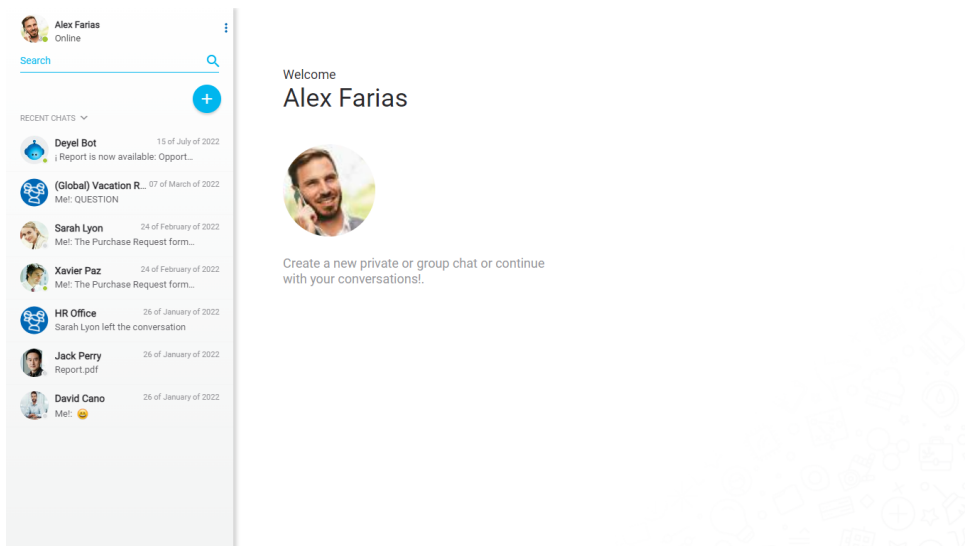 Alex Farias
Online
Search
+
RECENT CHATS
Deyel Bot 15 of July of 2022
¡ Report is now available: Opport...
(Global) Vacation R... 07 of March of 2022
Me!: QUESTION
Sarah Lyon 24 of February of 2022
Me!: The Purchase Request form...
Xavier Paz 24 of February of 2022
Me!: The Purchase Request form...
HR Office 26 of January of 2022
Sarah Lyon left the conversation
Jack Perry 26 of January of 2022
Report.pdf
David Cano 26 of January of 2022
Me!: 😄
Welcome
Alex Farias
Create a new private or group chat or continue
with your conversations!.